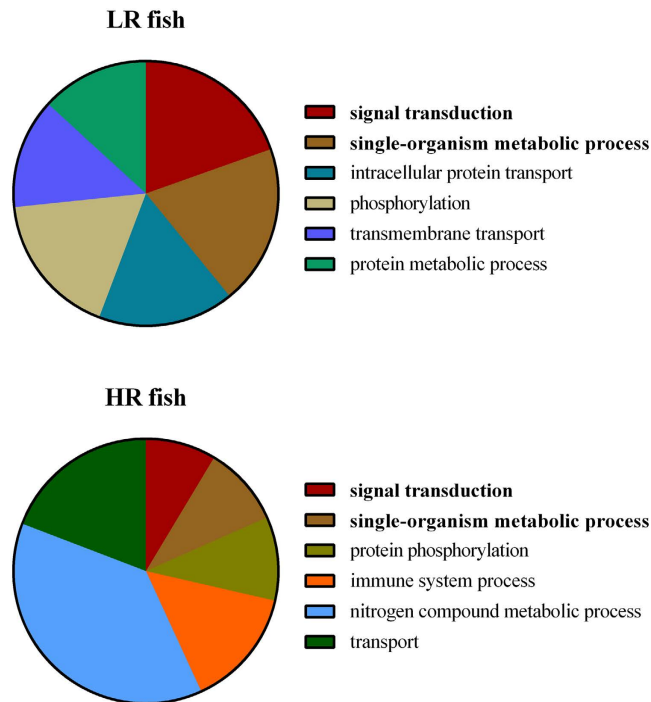 LR fish
signal transduction
single-organism metabolic process
intracellular protein transport
phosphorylation
transmembrane transport
protein metabolic process
HR fish
signal transduction
single-organism metabolic process
protein phosphorylation
immune system process
nitrogen compound metabolic process
transport